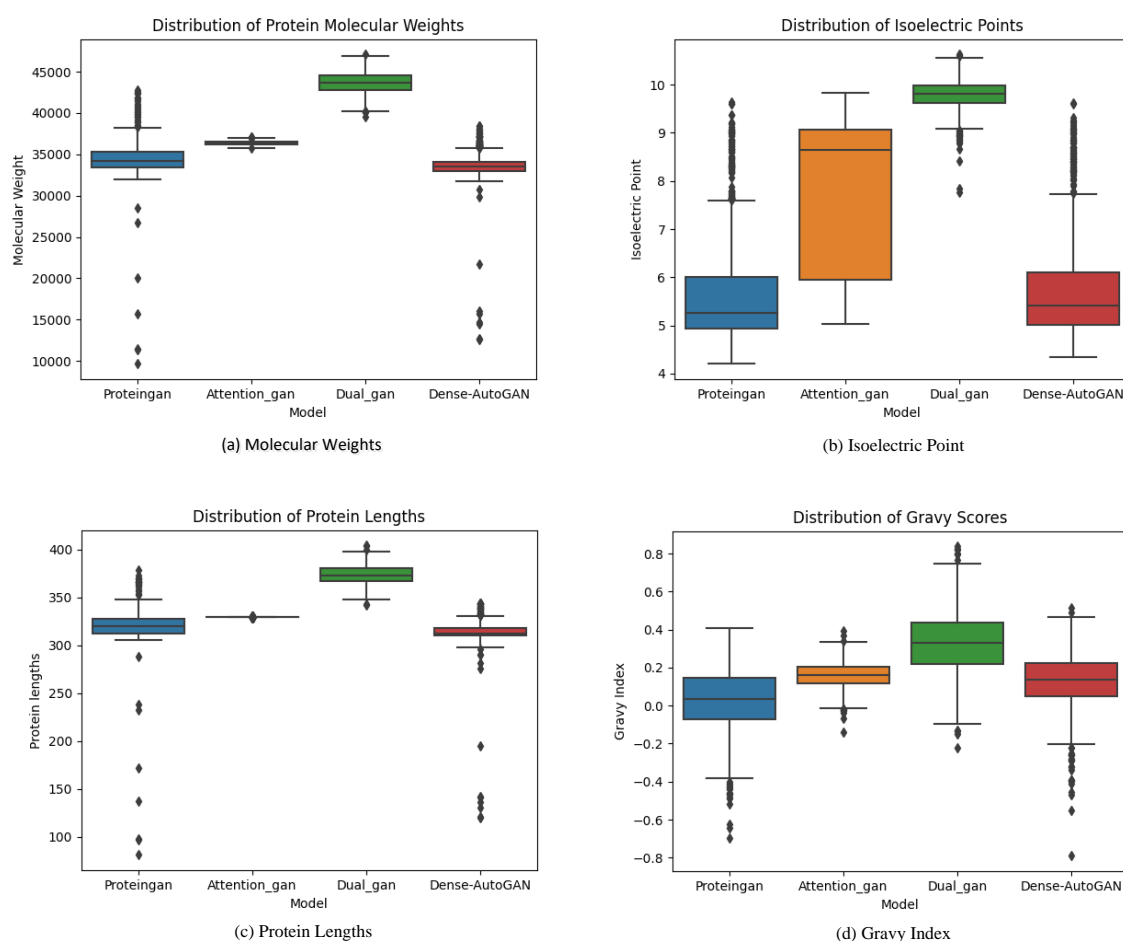 Distribution of Protein Molecular Weights
45000
40000
35000
30000
25000
20000
15000
10000
Molecular Weight
Proteingan Attention_gan Dual_gan Dense-AutoGAN
Model
(a) Molecular Weights
Distribution of Isoelectric Points
10
9
8
7
6
5
4
Isoelectric Point
Proteingan Attention_gan Dual_gan Dense-AutoGAN
Model
(b) Isoelectric Point
Distribution of Protein Lengths
400
350
300
250
200
150
100
Protein lengths
Proteingan Attention_gan Dual_gan Dense-AutoGAN
Model
(c) Protein Lengths
Distribution of Gravy Scores
0.8
0.6
0.4
0.2
0.0
−0.2
−0.4
−0.6
−0.8
Gravy Index
Proteingan Attention_gan Dual_gan Dense-AutoGAN
Model
(d) Gravy Index